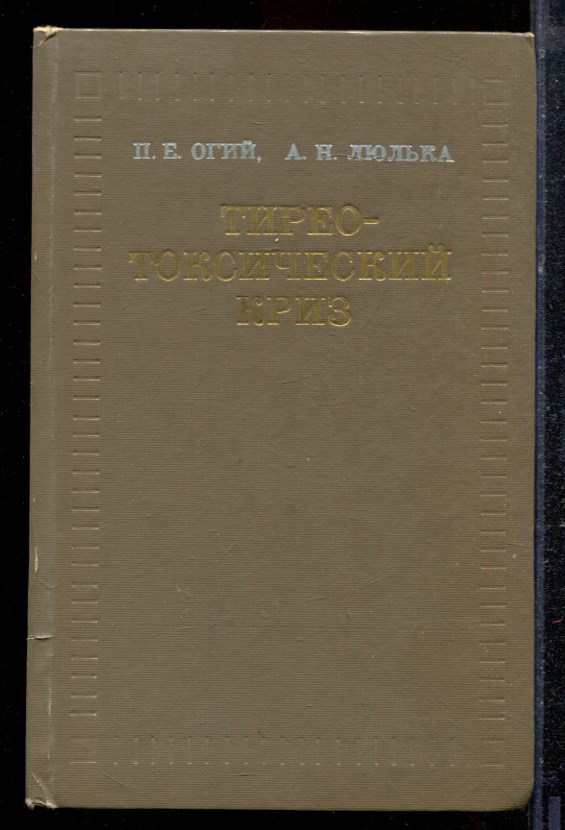 П. Е. ОГИЙ, А. Н. ЛЮЛЬКА
ТИРЕО-
ТОКСИЧЕСКИЙ
КРИЗ